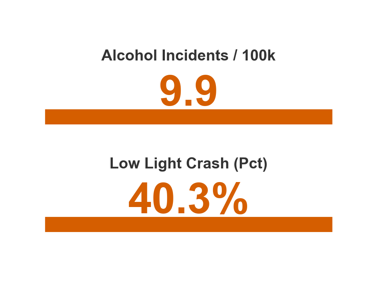 Alcohol Incidents / 100k
9.9
Low Light Crash (Pct)
40.3%